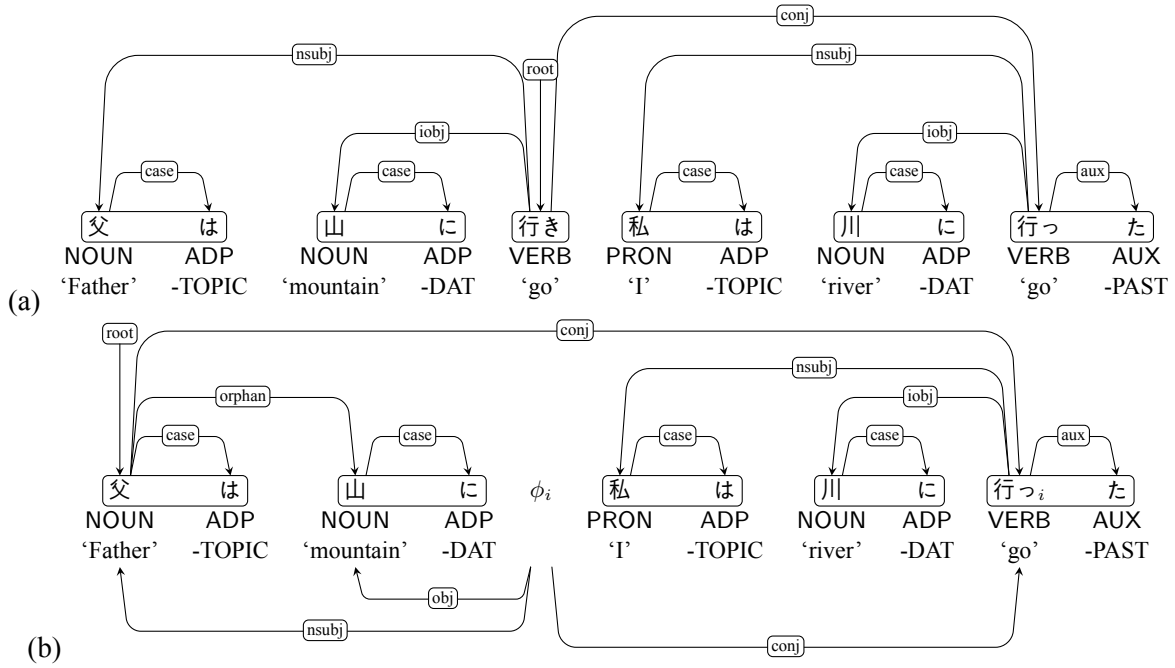 conj
nsubj nsubj
root
iobj iobj
case case case case aux
父 は 山 に 行き 私 は 川 に 行っ た
NOUN ADP NOUN ADP VERB PRON ADP NOUN ADP VERB AUX
‘Father’ -TOPIC ‘mountain’ -DAT ‘go’ ‘I’ -TOPIC ‘river’ -DAT ‘go’ -PAST
(a)
root conj
nsubj
orphan iobj
case case case case aux
父 は 山 に ϕi 私 は 川 に 行っi た
NOUN ADP NOUN ADP PRON ADP NOUN ADP VERB AUX
‘Father’ -TOPIC ‘mountain’ -DAT ‘I’ -TOPIC ‘river’ -DAT ‘go’ -PAST
obj
nsubj conj
(b)